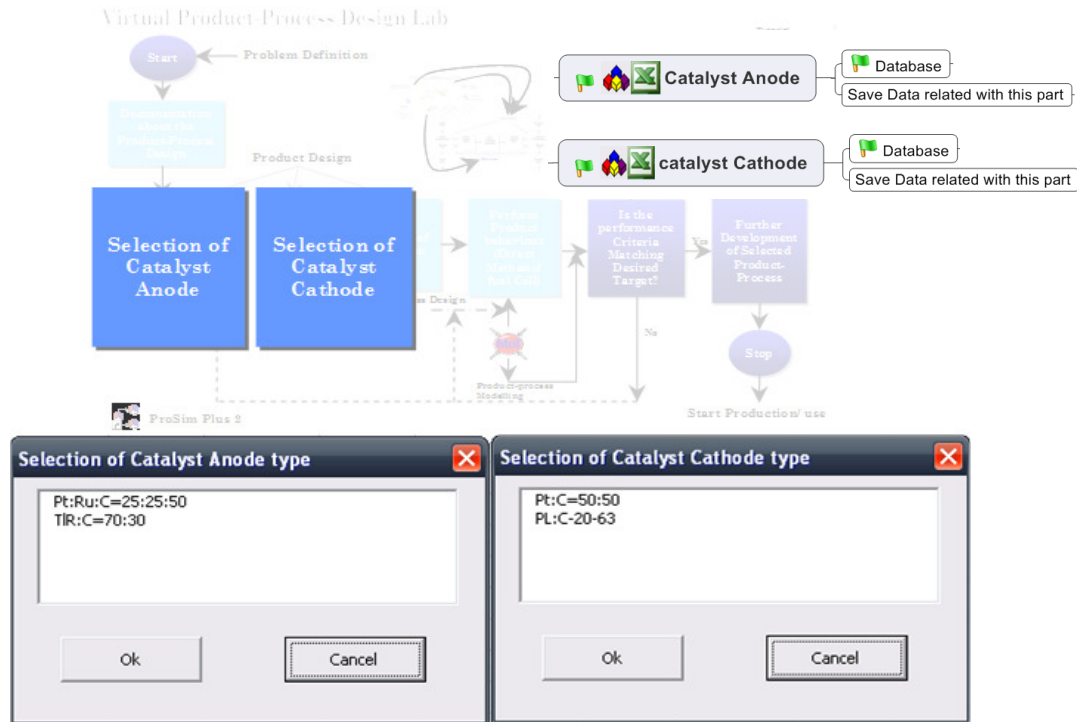 Virtual Product-Process Design Lab
Start
Problem Definition
Product Design
Catalyst Anode
Database
Save Data related with this part
catalyst Cathode
Database
Save Data related with this part
Selection of
Catalyst
Anode
Selection of
Catalyst
Cathode
Perform
Product
Is the
performance
Criteria
Matching
Desired
Target?
Yes
Further
Development
of Selected
Product-
Process
Design
No
Stop
Product-process
Modelling
Start Production/ use
ProSim Plus 2
Selection of Catalyst Anode type
Pt:Ru:C=25:25:50
TlR:C=70:30
Ok
Cancel
Selection of Catalyst Cathode type
Pt:C=50:50
PL:C-20-63
Ok
Cancel